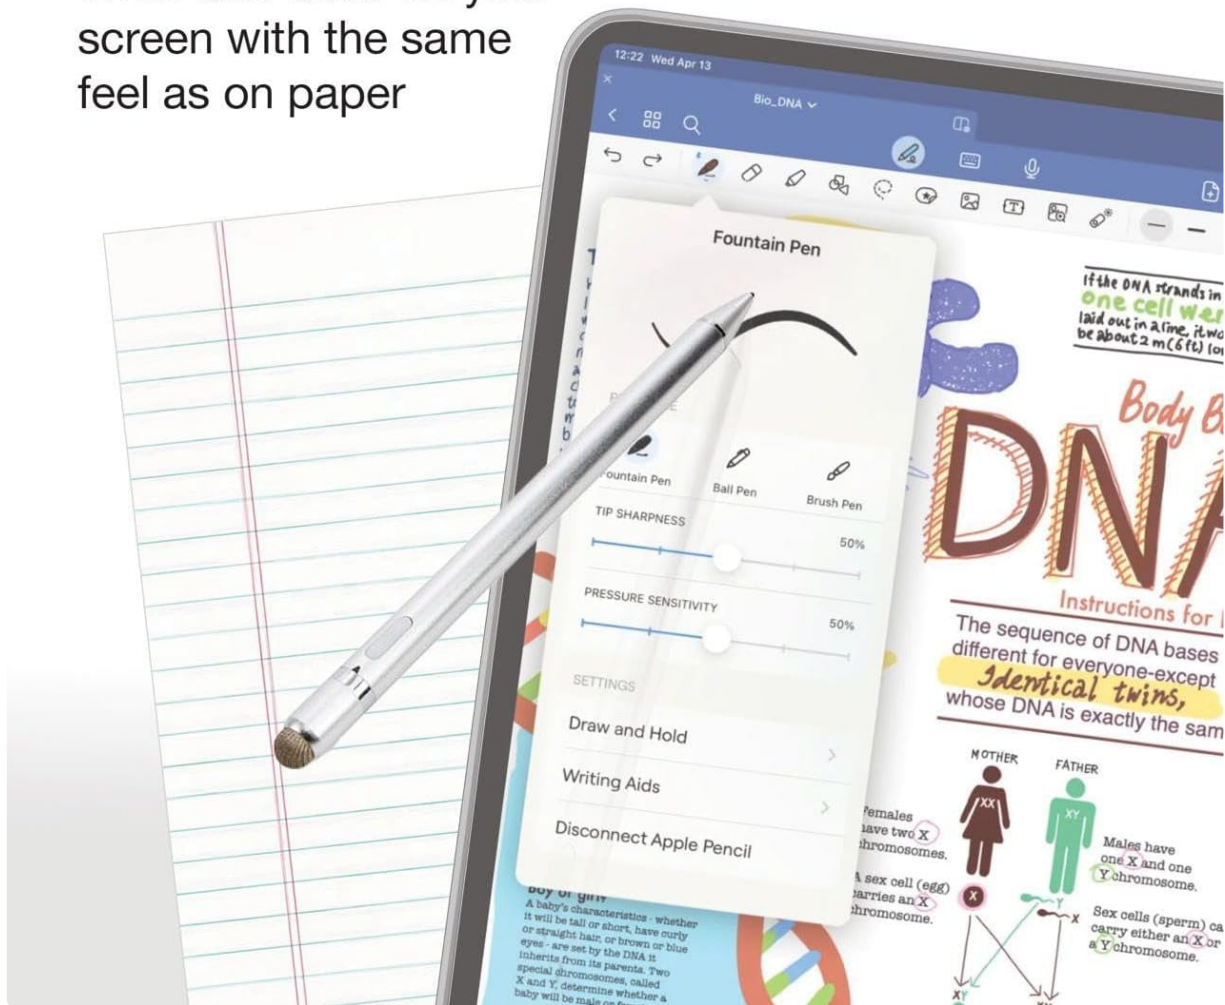 screen with the same
feel as on paper
12:22 Wed Apr 13
Bio_DNA
Fountain Pen
Fountain Pen
Ball Pen
Brush Pen
TIP SHARPNESS
50%
PRESSURE SENSITIVITY
50%
SETTINGS
Draw and Hold
Writing Aids
Disconnect Apple Pencil
If the DNA strands in
one cell wer
laid out in a line, it wo
be about 2 m (6 ft) lo
Body B
DNA
Instructions for
The sequence of DNA bases
different for everyone-except
Identical twins,
whose DNA is exactly the sam
MOTHER
FATHER
XX
XY
Females
have two X
chromosomes.
Males have
one X and one
Y chromosome.
A sex cell (egg)
carries an X
chromosome.
X
Y
X
Sex cells (sperm) ca
carry either an X or
a Y chromosome.
XY
Boy or girl?
A baby's characteristics - whether
it will be tall or short, have curly
or straight hair, or brown or blue
eyes - are set by the DNA it
inherits from its parents. Two
special chromosomes, called
X and Y, determine whether a
baby will be male or